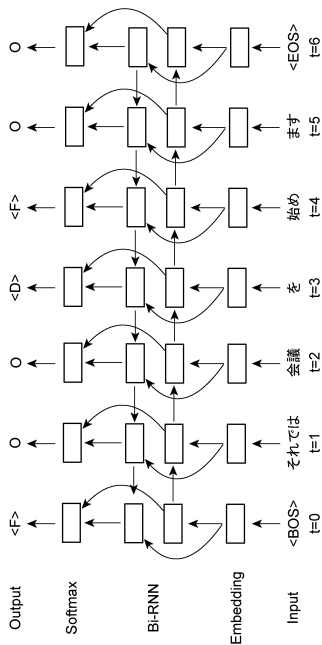 Output <F> O O <D> <F> O O
Softmax
Bi-RNN
Embedding
Input <BOS> それでは 会議 を 始め ます <EOS>
t=0 t=1 t=2 t=3 t=4 t=5 t=6